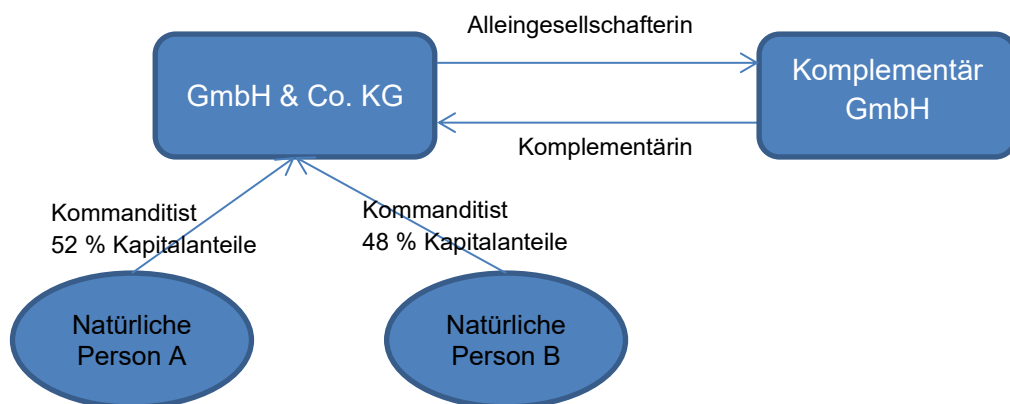 Alleingesellschafterin
GmbH & Co. KG
Komplementär
GmbH
Komplementärin
Kommanditist
52 % Kapitalanteile
Kommanditist
48 % Kapitalanteile
Natürliche
Person A
Natürliche
Person B